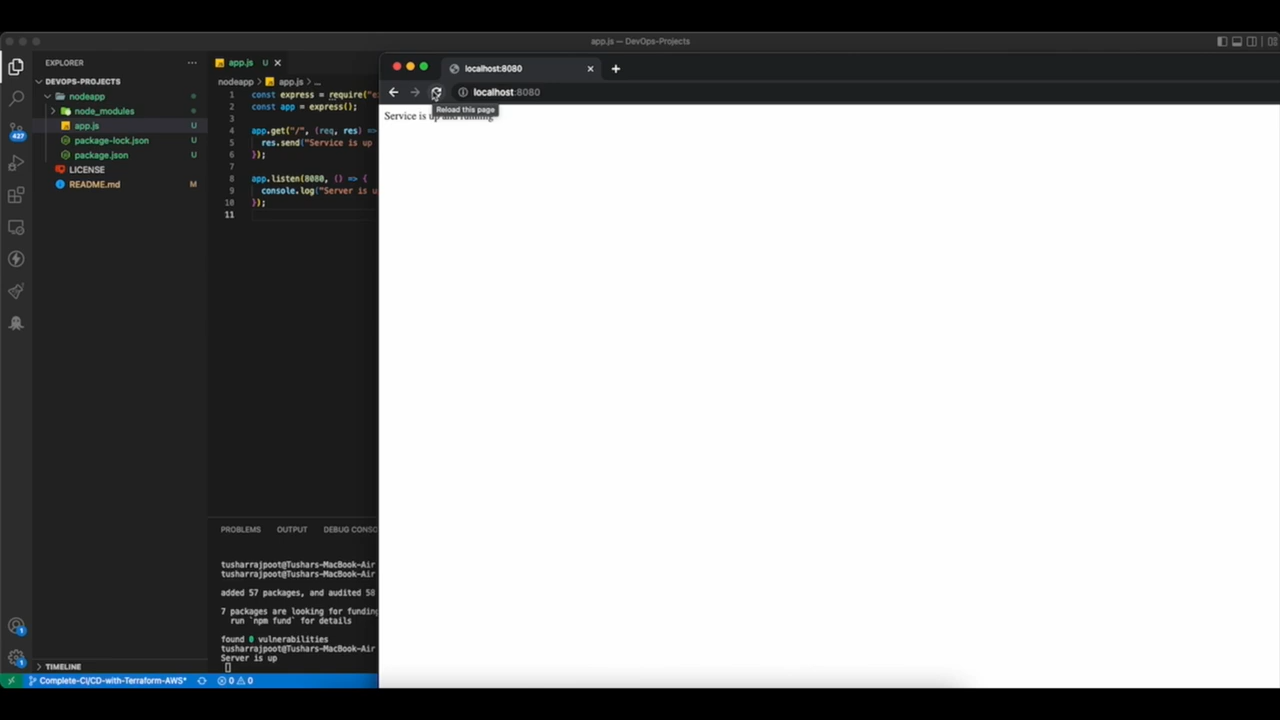 app.js — DevOps-Projects
EXPLORER
DEVOPS-PROJECTS
nodeapp
node_modules
app.js U
package-lock.json U
package.json U
LICENSE
README.md M
TIMELINE
427
1
1
app.js U
nodeapp > app.js > ...
1 const express = require("e
2 const app = express();
3
4 app.get("/", (req, res) =>
5 res.send("Service is up
6 });
7
8 app.listen(8080, () => {
9 console.log("Server is u
10 });
11
PROBLEMS OUTPUT DEBUG CONSO
tusharrajpoot@Tushars-MacBook-Air
tusharrajpoot@Tushars-MacBook-Air
added 57 packages, and audited 58
7 packages are looking for funding
run `npm fund` for details
found 0 vulnerabilities
tusharrajpoot@Tushars-MacBook-Air
Server is up
Complete-CI/CD-with-Terraform-AWS* 0 0
localhost:8080
localhost:8080
Reload this page
Service is up and running